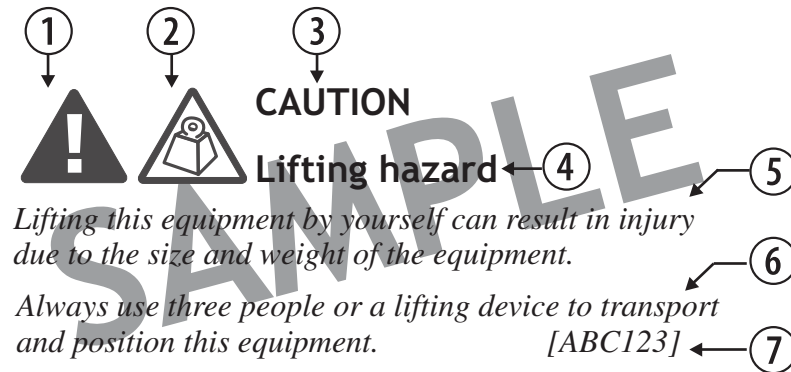 1 2 3
CAUTION
Lifting hazard 4
5
Lifting this equipment by yourself can result in injury
due to the size and weight of the equipment.
6
Always use three people or a lifting device to transport
and position this equipment. [ABC123] 7
SAMPLE